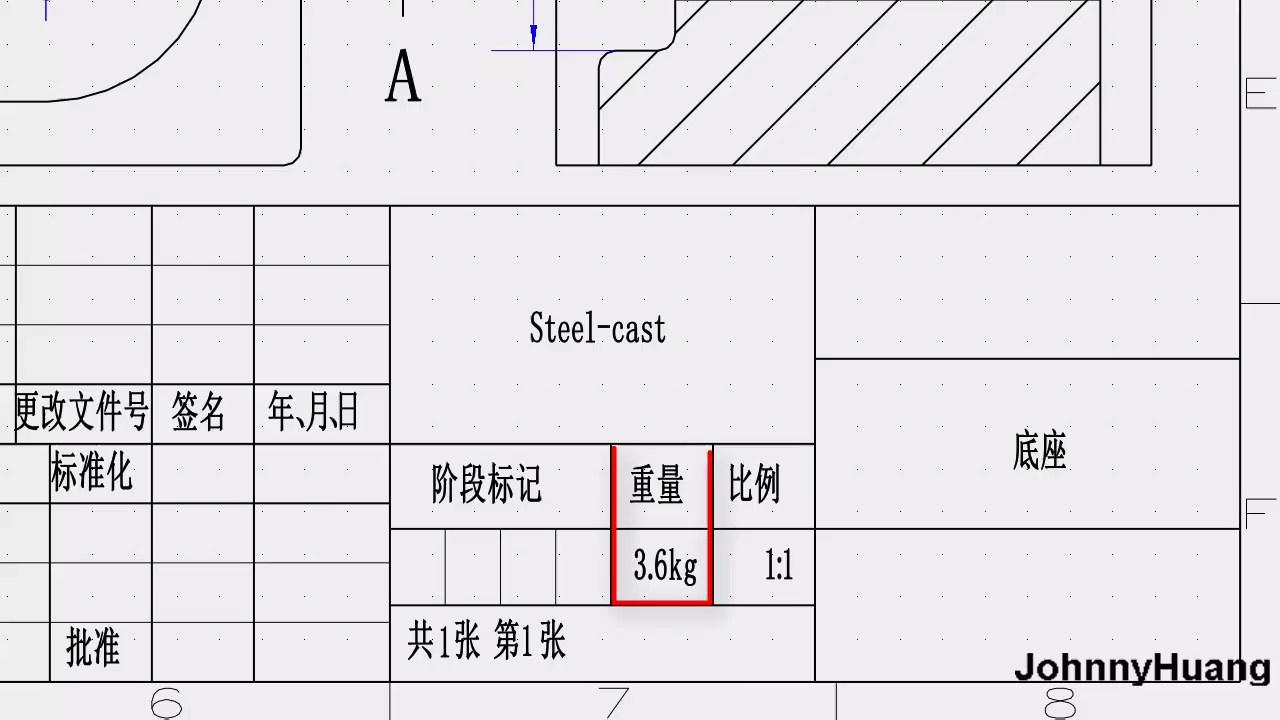 A
E
Steel-cast
更改文件号 签名 年、月、日
底座
标准化
阶段标记 重量 比例
F
3.6kg 1:1
共1张 第1张
批准
JohnnyHuang
6 7 8